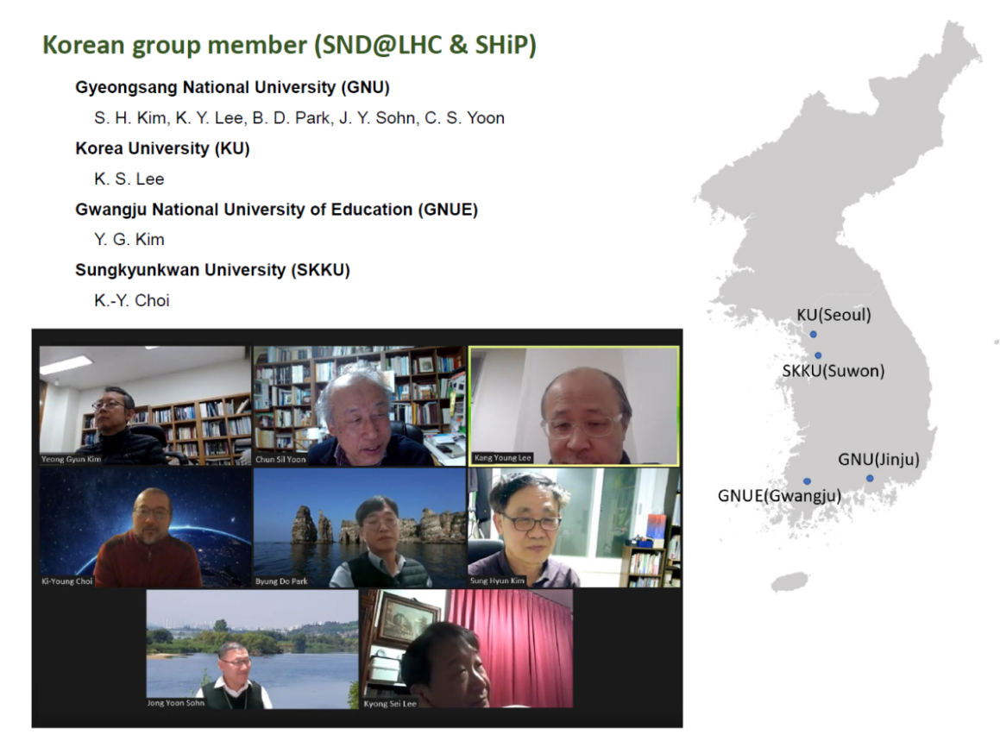 Korean group member (SND@LHC & SHiP)
Gyeongsang National University (GNU)
S. H. Kim, K. Y. Lee, B. D. Park, J. Y. Sohn, C. S. Yoon
Korea University (KU)
K. S. Lee
Gwangju National University of Education (GNUE)
Y. G. Kim
Sungkyunkwan University (SKKU)
K.-Y. Choi
Yeong Gyun Kim
Chun Sil Yoon
Kang Young Lee
Ki-Young Choi
Byung Do Park
Sung Hyun Kim
Jong Yoon Sohn
Kyong Sei Lee
KU(Seoul)
SKKU(Suwon)
GNU(Jinju)
GNUE(Gwangju)